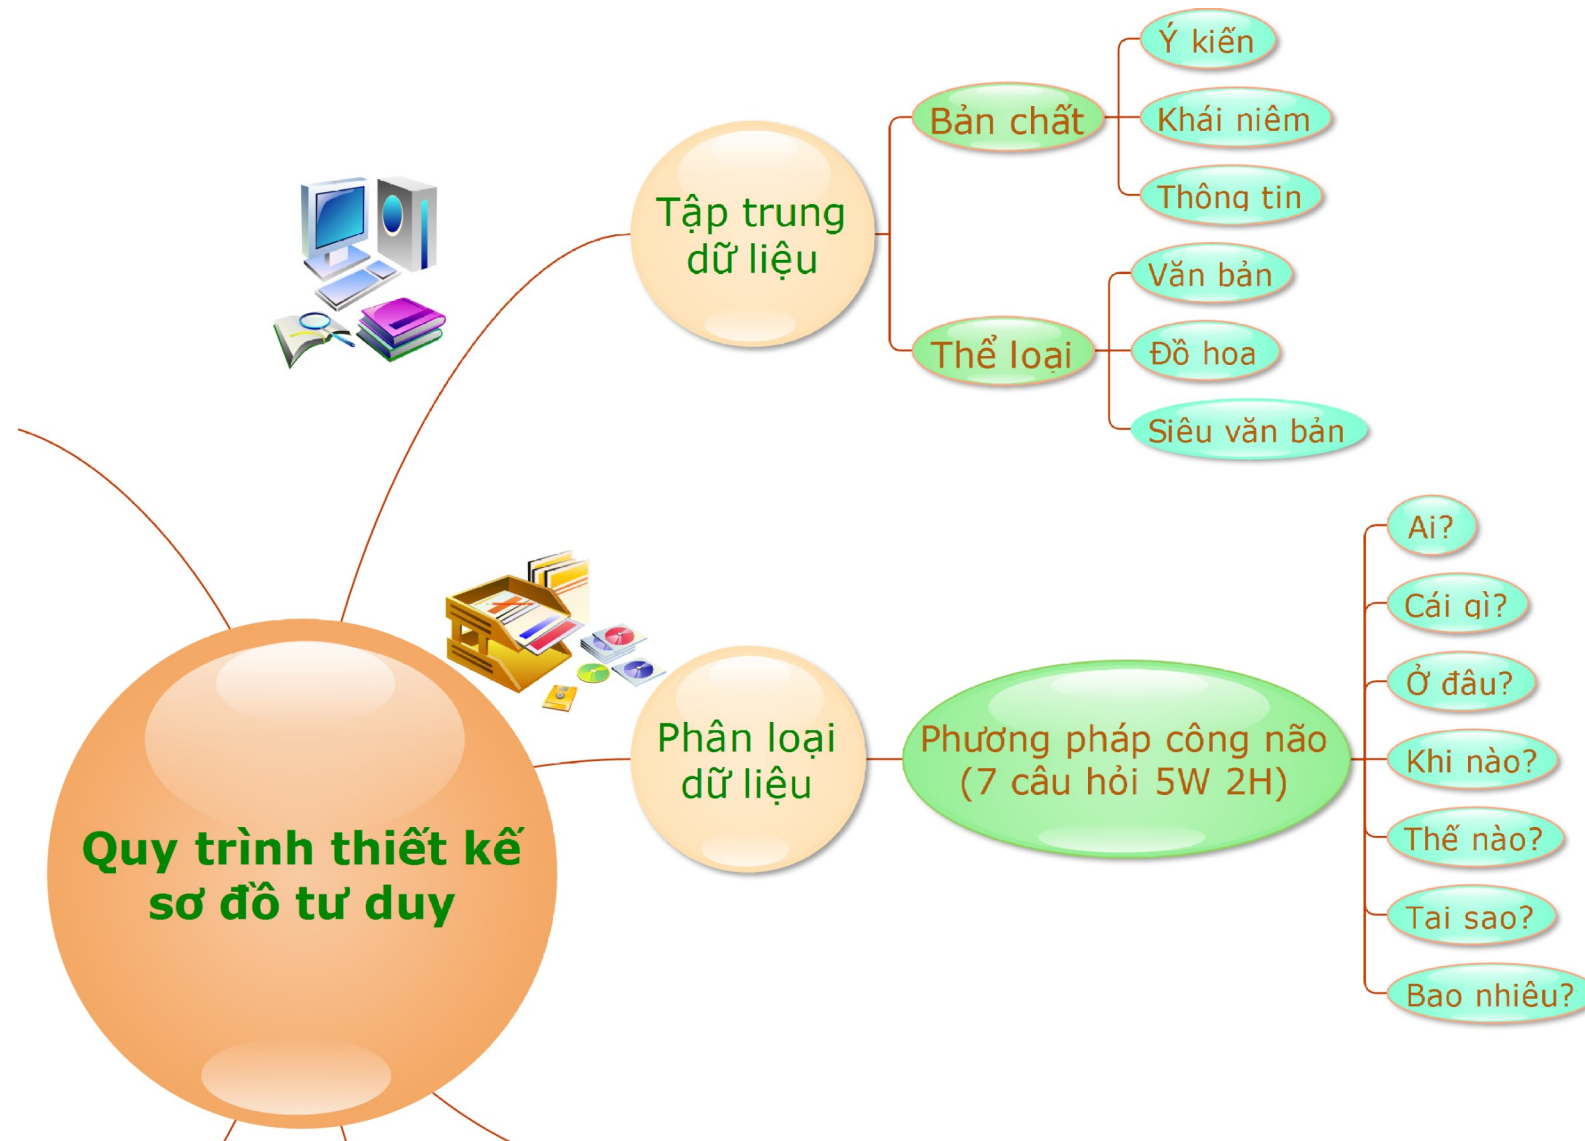 Ý kiến
Bản chất
Khái niêm
Thông tin
Tập trung
dữ liệu
Văn bản
Thể loại
Đồ hoa
Siêu văn bản
Ai?
Cái gì?
Ở đâu?
Phân loại
dữ liệu
Phương pháp công não
(7 câu hỏi 5W 2H)
Khi nào?
Thế nào?
Tai sao?
Bao nhiêu?
Quy trình thiết kế
sơ đồ tư duy